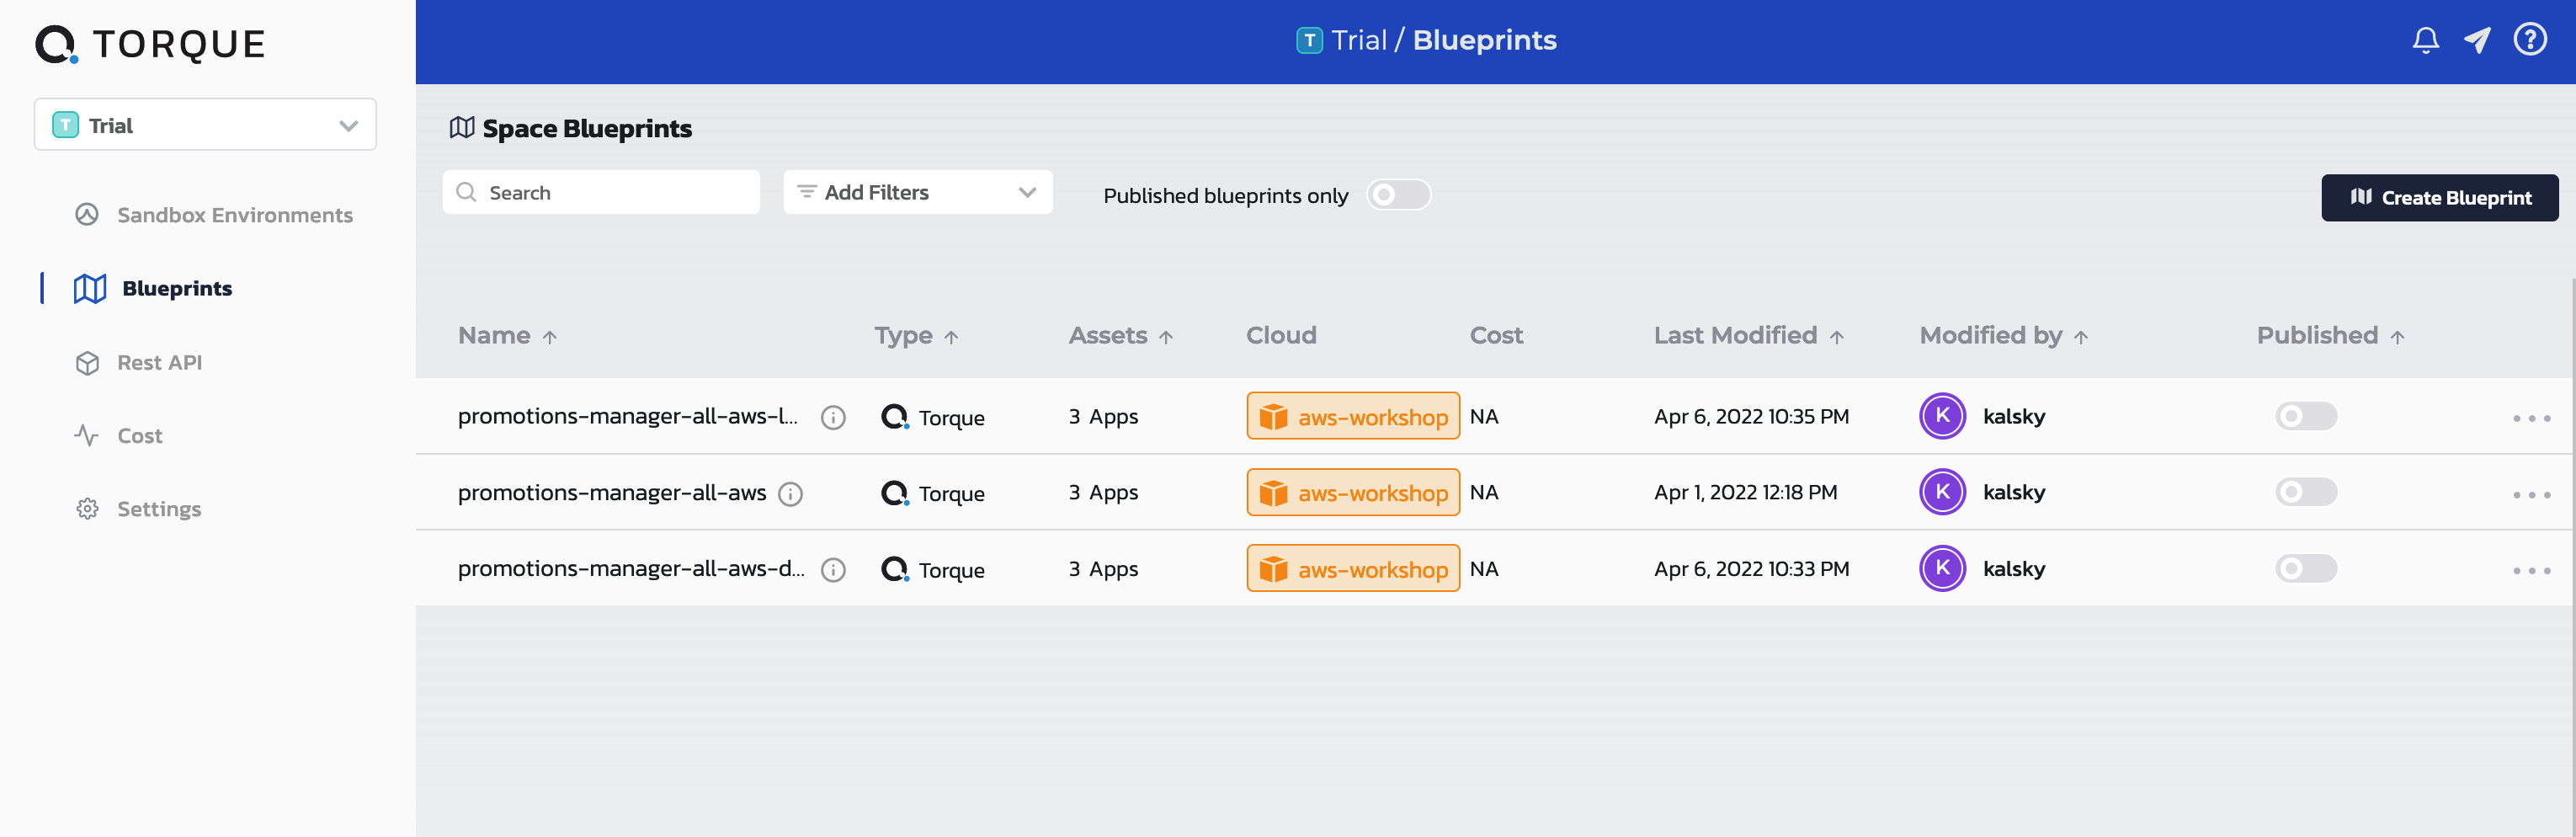 TORQUE
T Trial
Sandbox Environments
Blueprints
Rest API
Cost
Settings
T Trial / Blueprints
?
Space Blueprints
Search
Add Filters
Published blueprints only
Create Blueprint
Name Type Assets Cloud Cost Last Modified Modified by Published
promotions-manager-all-aws-l... Torque 3 Apps aws-workshop NA Apr 6, 2022 10:35 PM K kalsky
promotions-manager-all-aws Torque 3 Apps aws-workshop NA Apr 1, 2022 12:18 PM K kalsky
promotions-manager-all-aws-d... Torque 3 Apps aws-workshop NA Apr 6, 2022 10:33 PM K kalsky